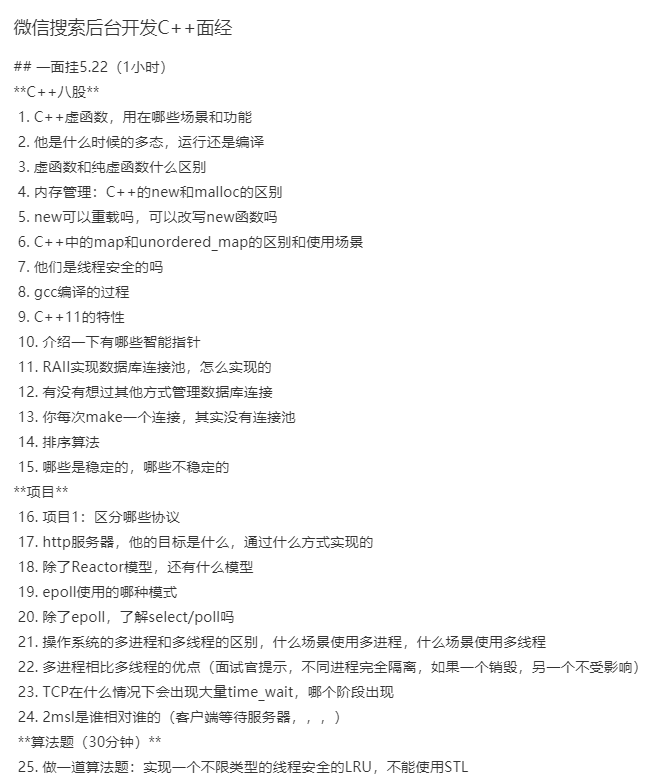 微信搜索后台开发C++面经
## 一面挂5.22（1小时）
**C++八股**
1. C++虚函数，用在哪些场景和功能
2. 他是什么时候的多态，运行还是编译
3. 虚函数和纯虚函数什么区别
4. 内存管理：C++的new和malloc的区别
5. new可以重载吗，可以改写new函数吗
6. C++中的map和unordered_map的区别和使用场景
7. 他们是线程安全的吗
8. gcc编译的过程
9. C++11的特性
10. 介绍一下有哪些智能指针
11. RAII实现数据库连接池，怎么实现的
12. 有没有想过其他方式管理数据库连接
13. 你每次make一个连接，其实没有连接池
14. 排序算法
15. 哪些是稳定的，哪些不稳定的
**项目**
16. 项目1：区分哪些协议
17. http服务器，他的目标是什么，通过什么方式实现的
18. 除了Reactor模型，还有什么模型
19. epoll使用的哪种模式
20. 除了epoll，了解select/poll吗
21. 操作系统的多进程和多线程的区别，什么场景使用多进程，什么场景使用多线程
22. 多进程相比多线程的优点（面试官提示，不同进程完全隔离，如果一个销毁，另一个不受影响）
23. TCP在什么情况下会出现大量time_wait，哪个阶段出现
24. 2msl是谁相对谁的（客户端等待服务器，，，）
**算法题（30分钟）**
25. 做一道算法题：实现一个不限类型的线程安全的LRU，不能使用STL